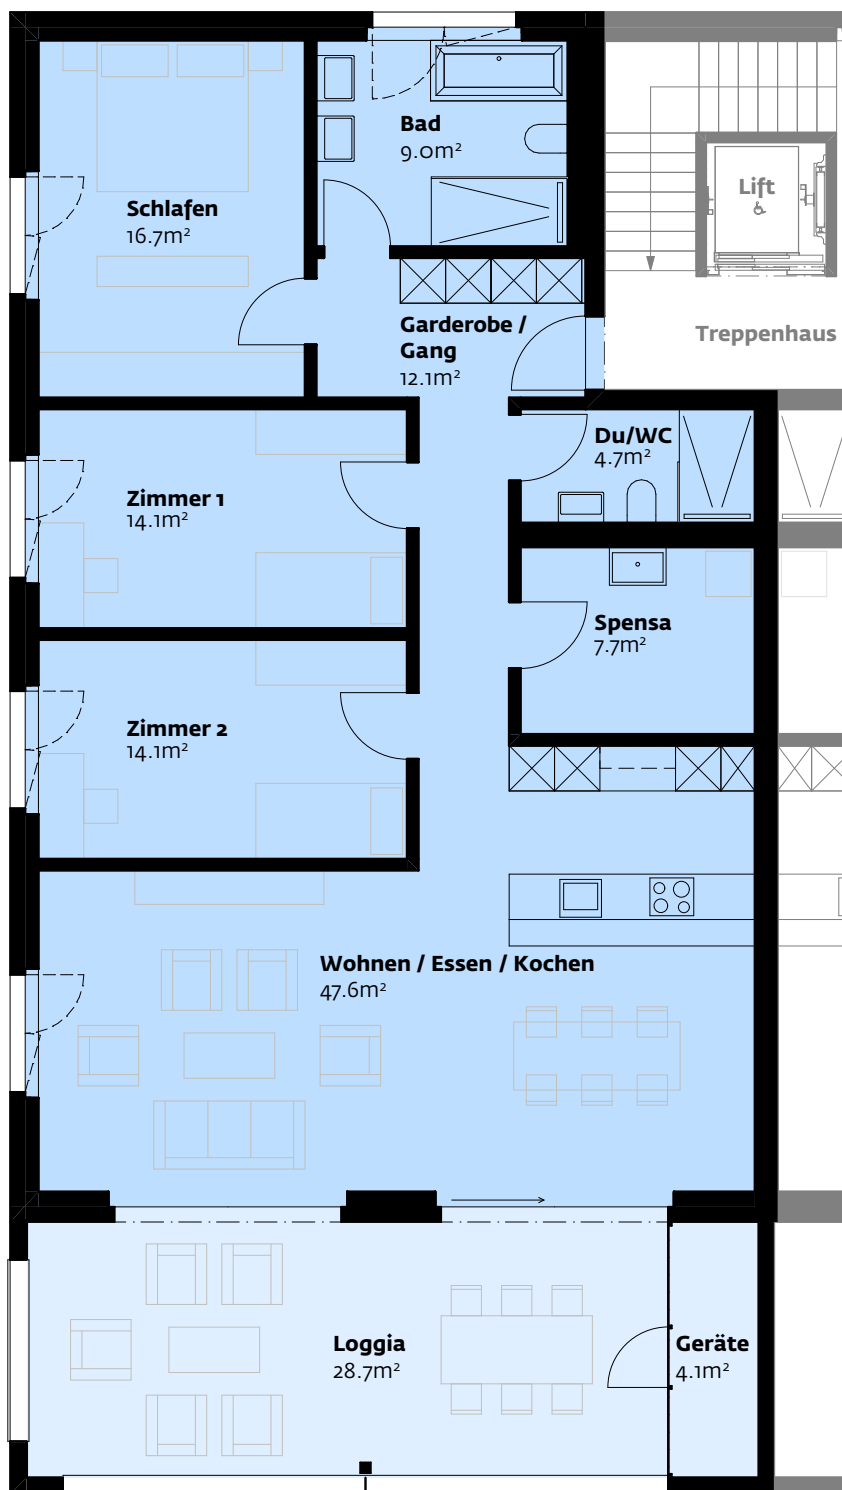 Bad
9.0m²
Lift
Schlafen
16.7m²
Garderobe /
Gang
12.1m²
Treppenhaus
Du/WC
4.7m²
Zimmer 1
14.1m²
Spensa
7.7m²
Zimmer 2
14.1m²
Wohnen / Essen / Kochen
47.6m²
Loggia
28.7m²
Geräte
4.1m²